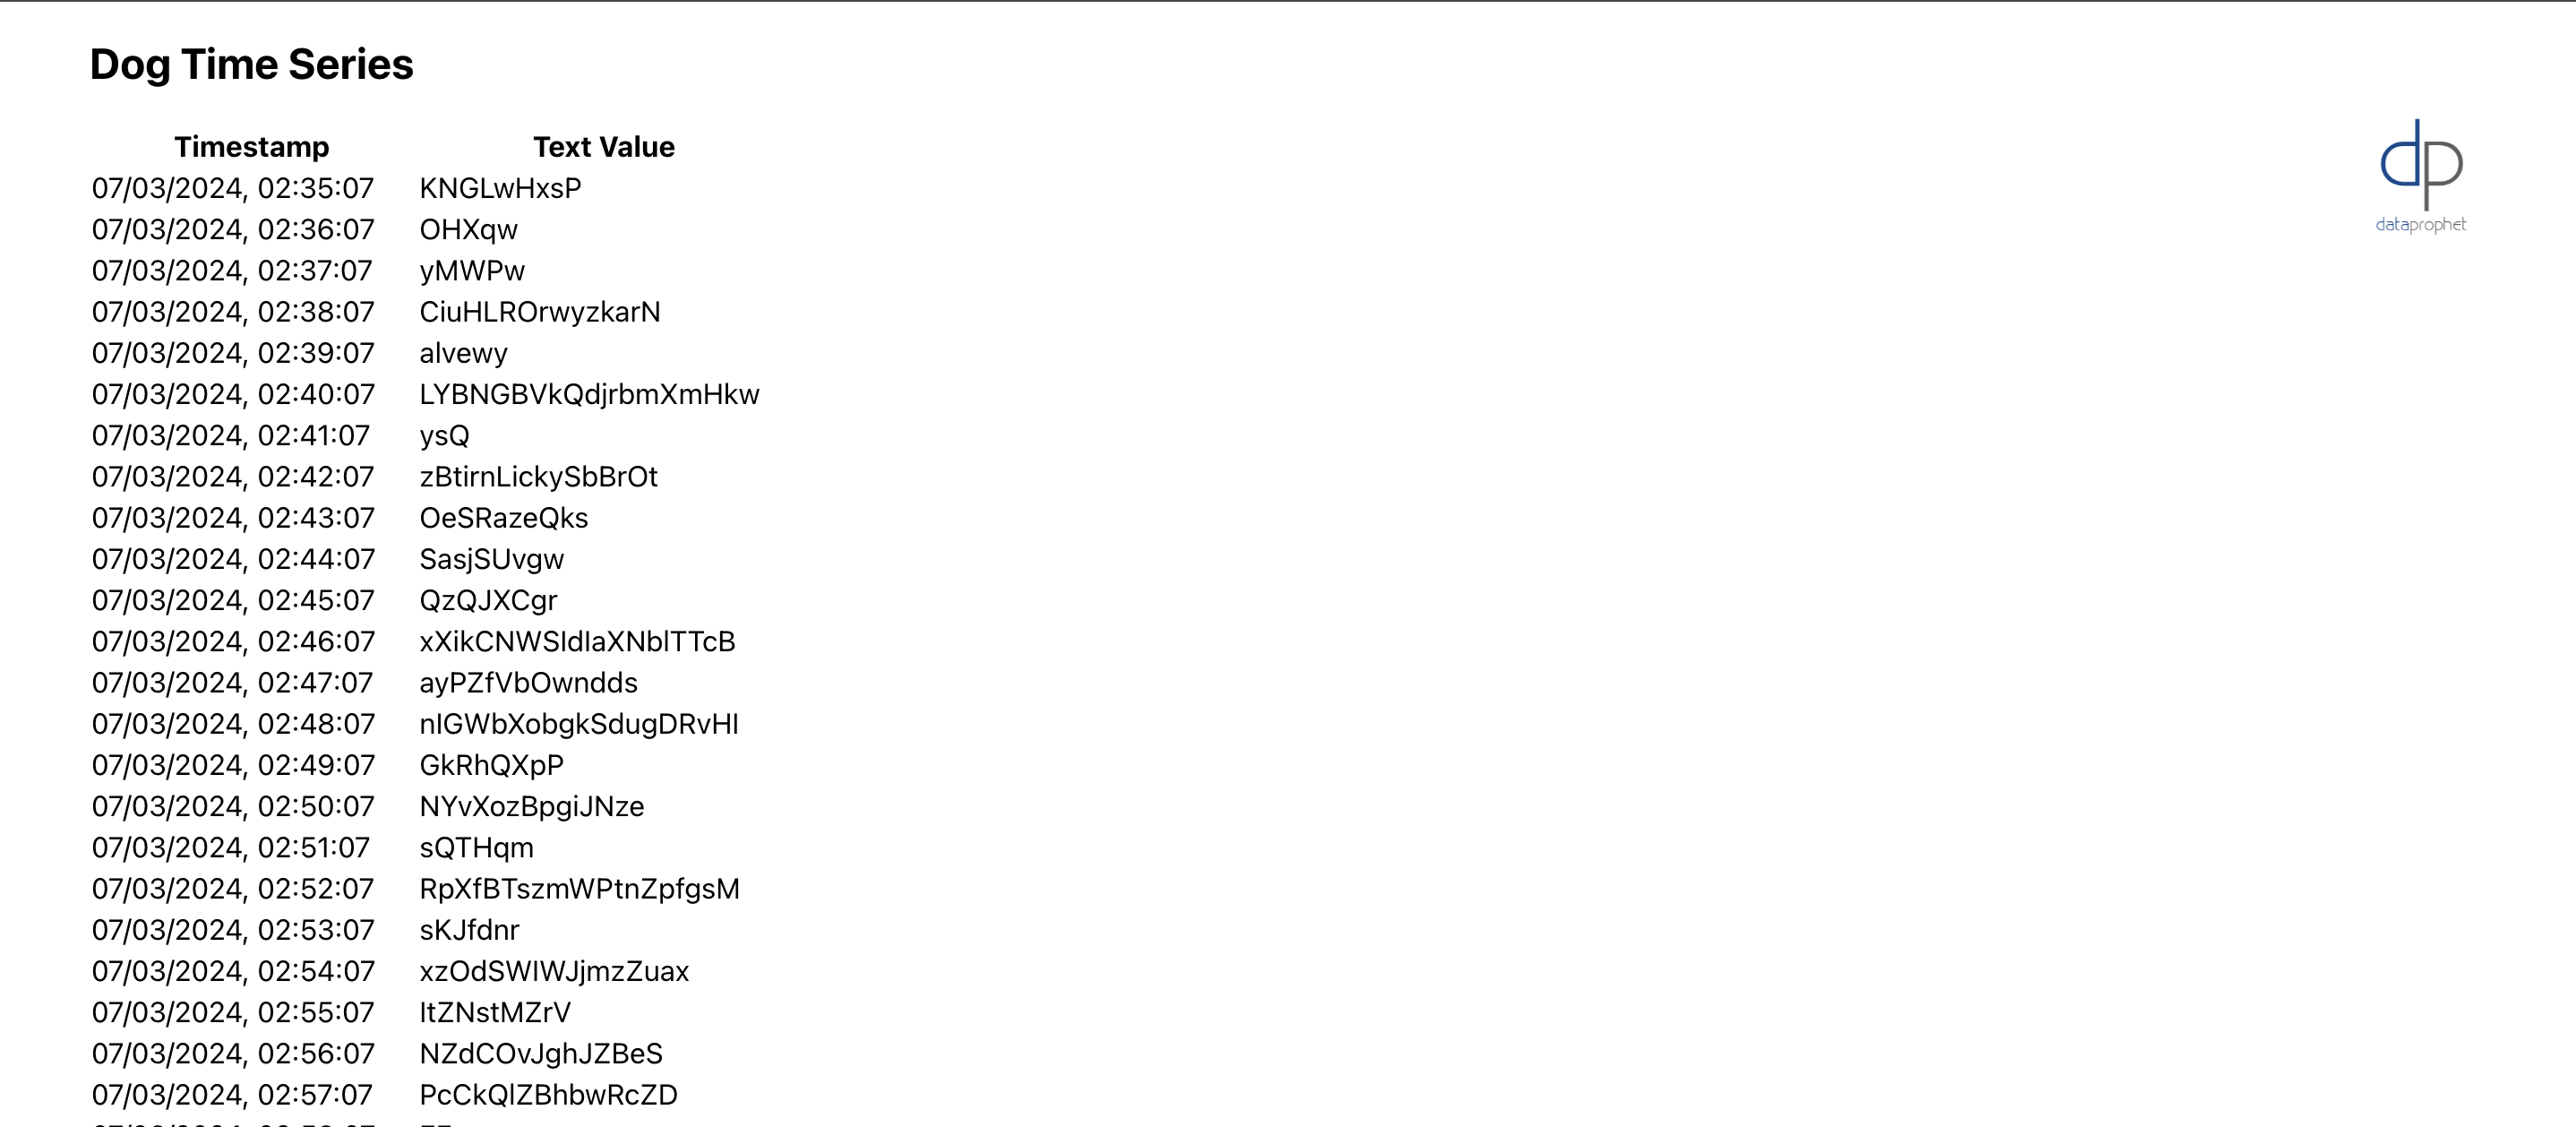 Dog Time Series
Timestamp Text Value
07/03/2024, 02:35:07 KNGLwHxsP
07/03/2024, 02:36:07 OHXqw
07/03/2024, 02:37:07 yMWPw
07/03/2024, 02:38:07 CiuHLROrwyzkarN
07/03/2024, 02:39:07 alvewy
07/03/2024, 02:40:07 LYBNGBVkQdjrbmXmHkw
07/03/2024, 02:41:07 ysQ
07/03/2024, 02:42:07 zBtirnLickySbBrOt
07/03/2024, 02:43:07 OeSRazeQks
07/03/2024, 02:44:07 SasjSUvgw
07/03/2024, 02:45:07 QzQJXCgr
07/03/2024, 02:46:07 xXikCNWSIdIaXNblTTcB
07/03/2024, 02:47:07 ayPZfVbOwndds
07/03/2024, 02:48:07 nIGWbXobgkSdugDRvHI
07/03/2024, 02:49:07 GkRhQXpP
07/03/2024, 02:50:07 NYvXozBpgiJNze
07/03/2024, 02:51:07 sQTHqm
07/03/2024, 02:52:07 RpXfBTszmWPtnZpfgsM
07/03/2024, 02:53:07 sKJfdnr
07/03/2024, 02:54:07 xzOdSWIWJjmzZuax
07/03/2024, 02:55:07 ItZNstMZrV
07/03/2024, 02:56:07 NZdCOvJghJZBeS
07/03/2024, 02:57:07 PcCkQlZBhbwRcZD
dp
dataprophet